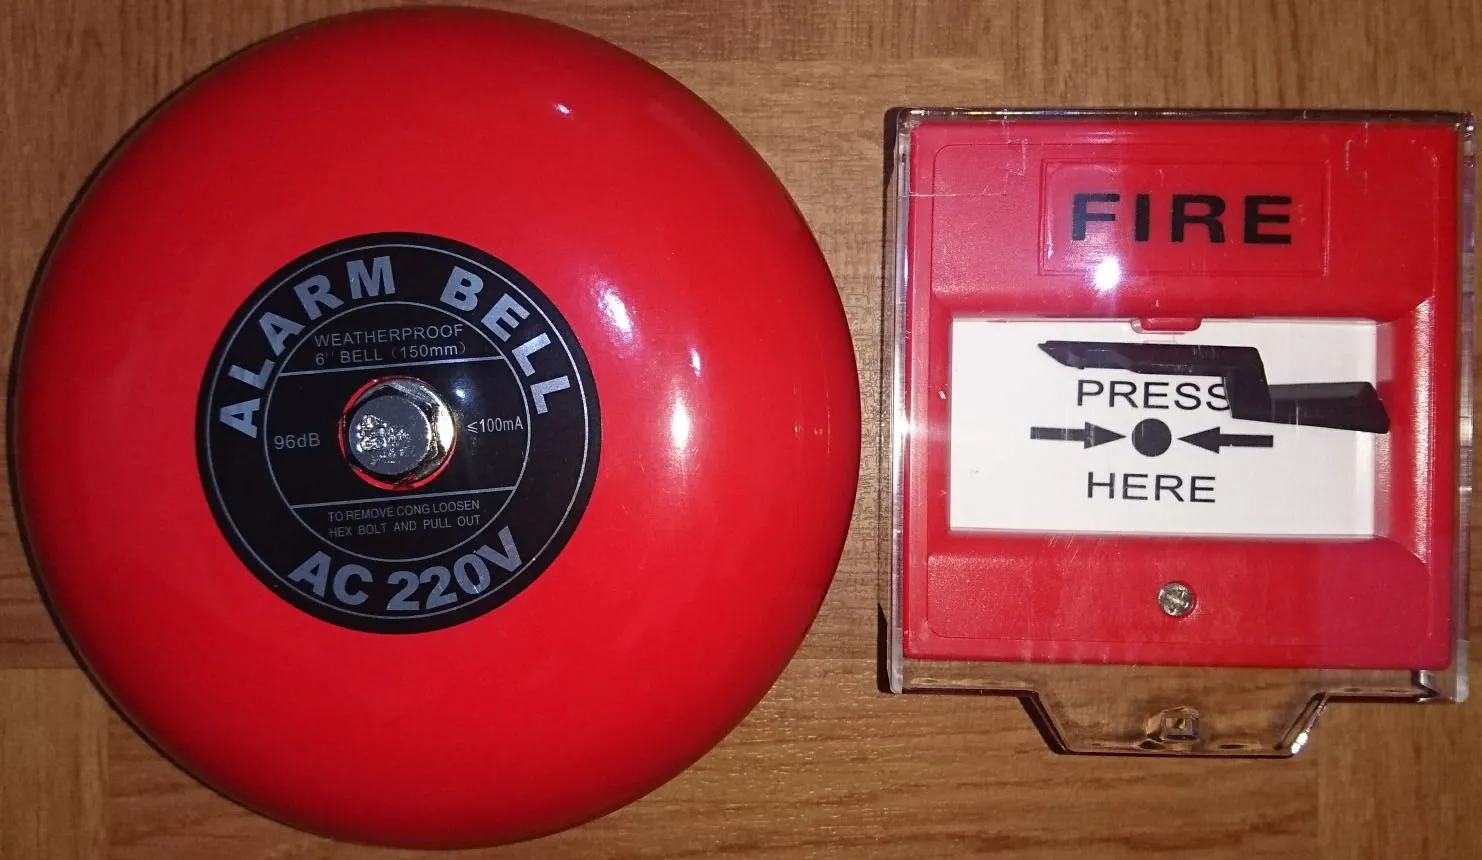 ALARM BELL
WEATHERPROOF
6'' BELL (150mm)
96dB
≤100mA
TO REMOVE CONG LOOSEN
HEX BOLT AND PULL OUT
AC 220V
FIRE
PRESS
HERE